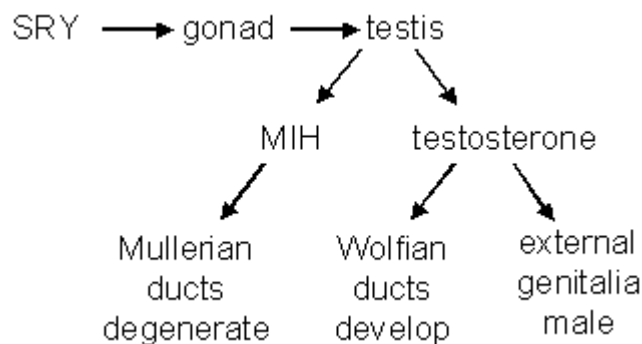 SRY gonad testis
MIH testosterone
Mullerian ducts degenerate
Wolfian ducts develop
external genitalia male